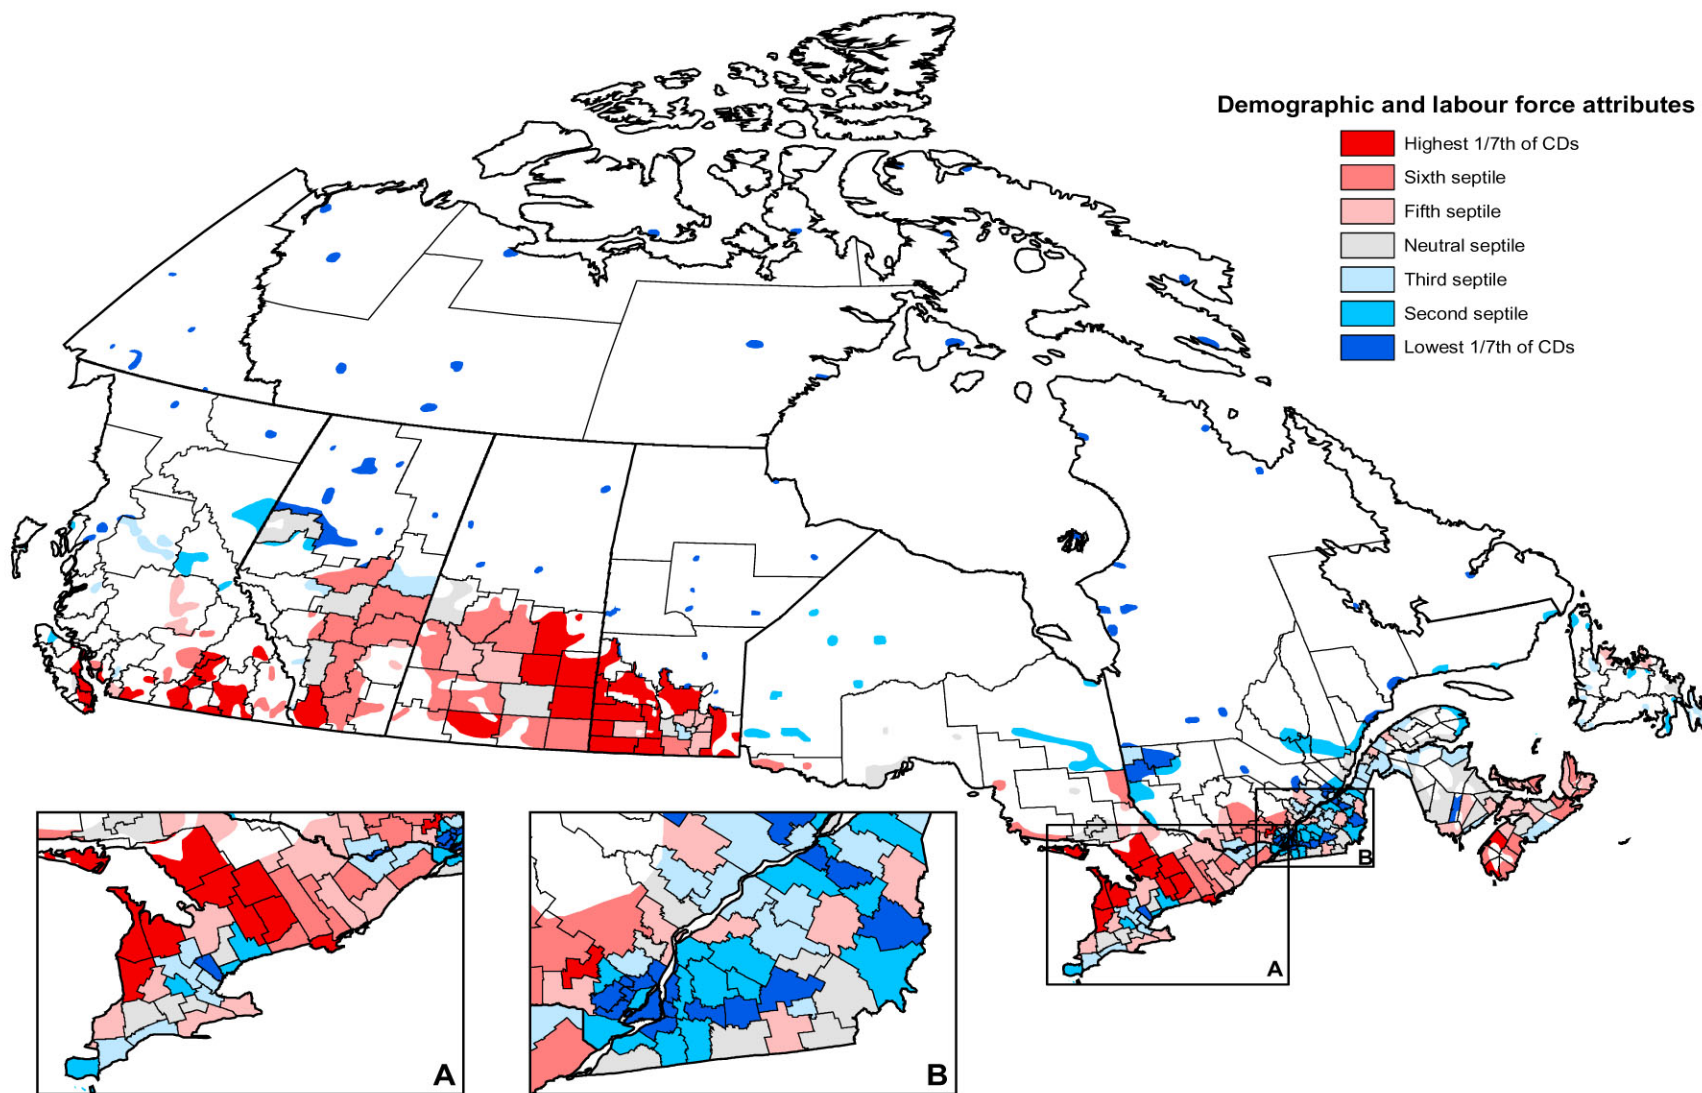 Demographic and labour force attributes
Highest 1/7th of CDs
Sixth septile
Fifth septile
Neutral septile
Third septile
Second septile
Lowest 1/7th of CDs
B
A
A
B